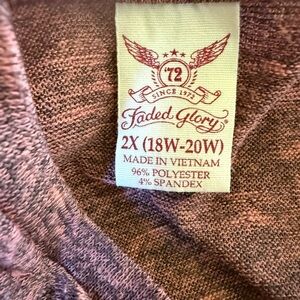 '72
SINCE 1972
Faded Glory®
2X (18W-20W)
MADE IN VIETNAM
96% POLYESTER
4% SPANDEX